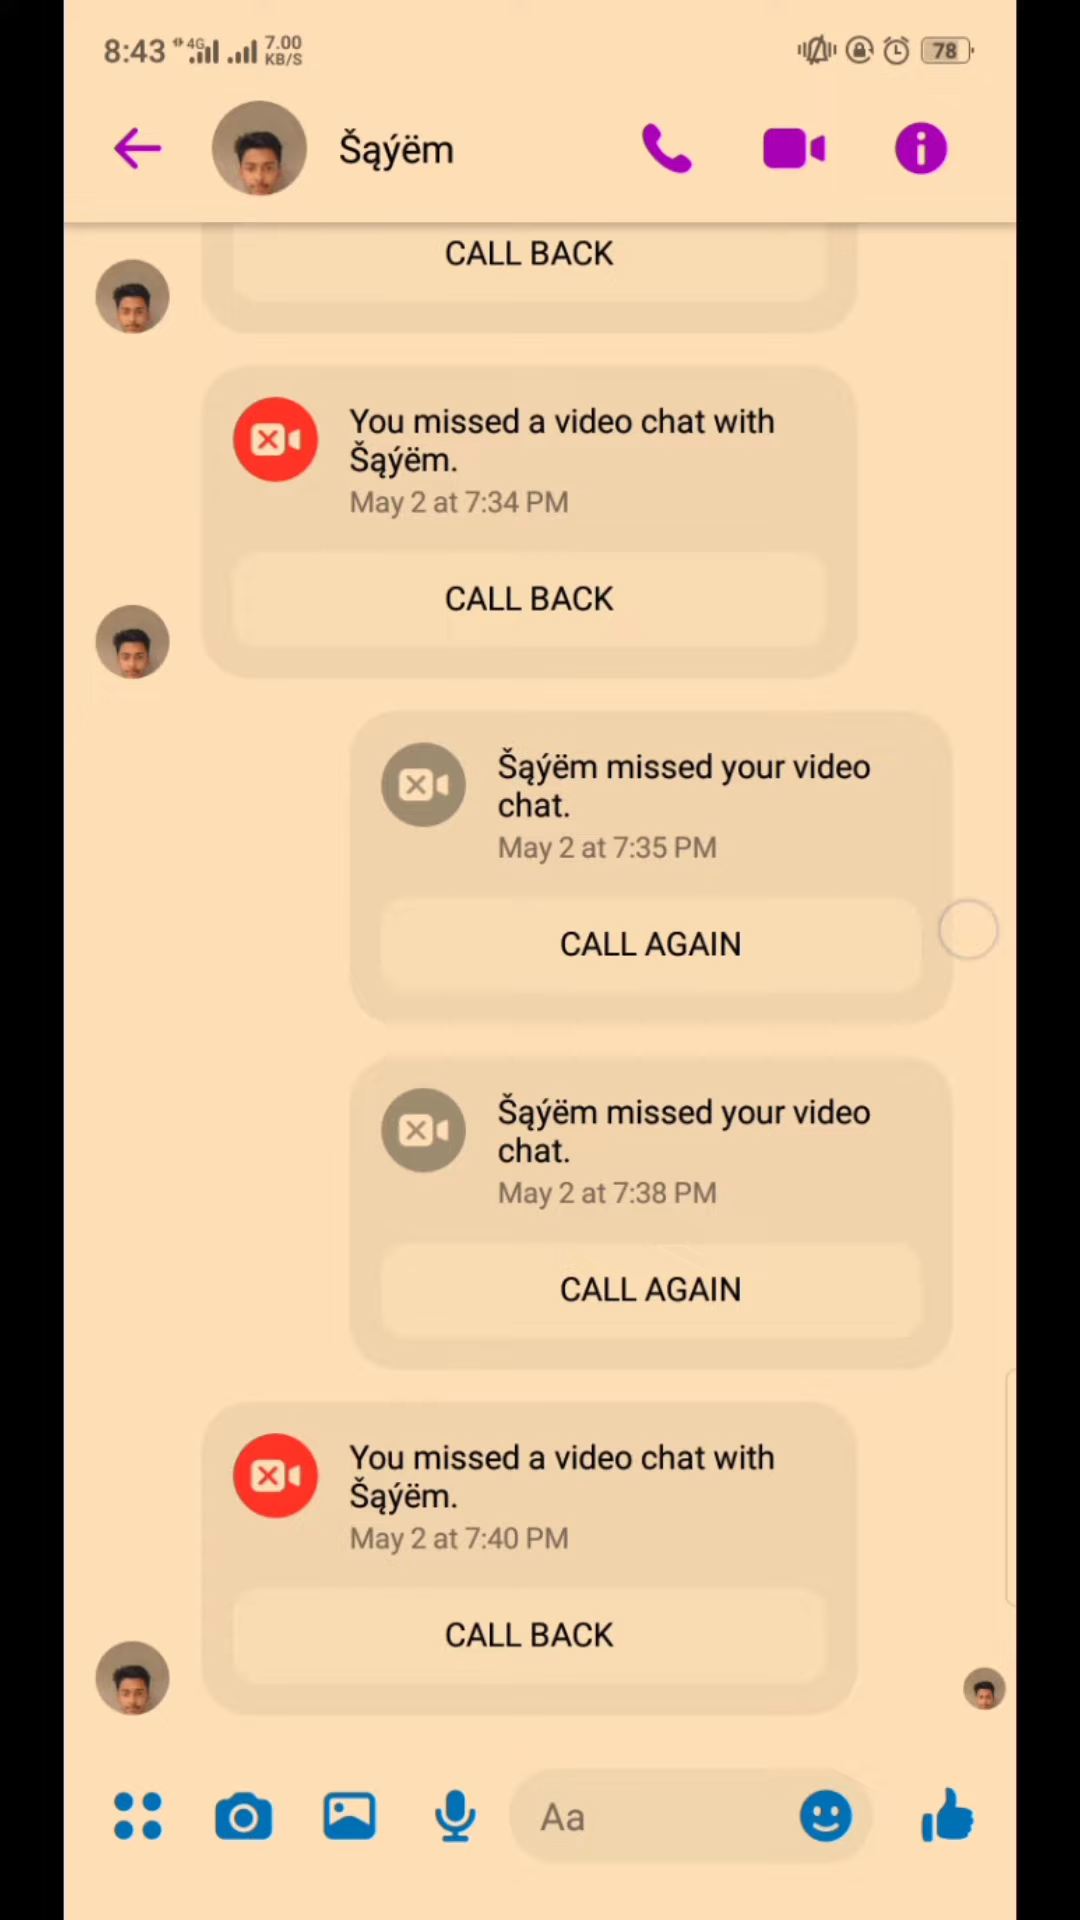 8:43 4G 7.00 KB/S 78
Šąýëm
CALL BACK
You missed a video chat with
Šąýëm.
May 2 at 7:34 PM
CALL BACK
Šąýëm missed your video
chat.
May 2 at 7:35 PM
CALL AGAIN
Šąýëm missed your video
chat.
May 2 at 7:38 PM
CALL AGAIN
You missed a video chat with
Šąýëm.
May 2 at 7:40 PM
CALL BACK
Aa